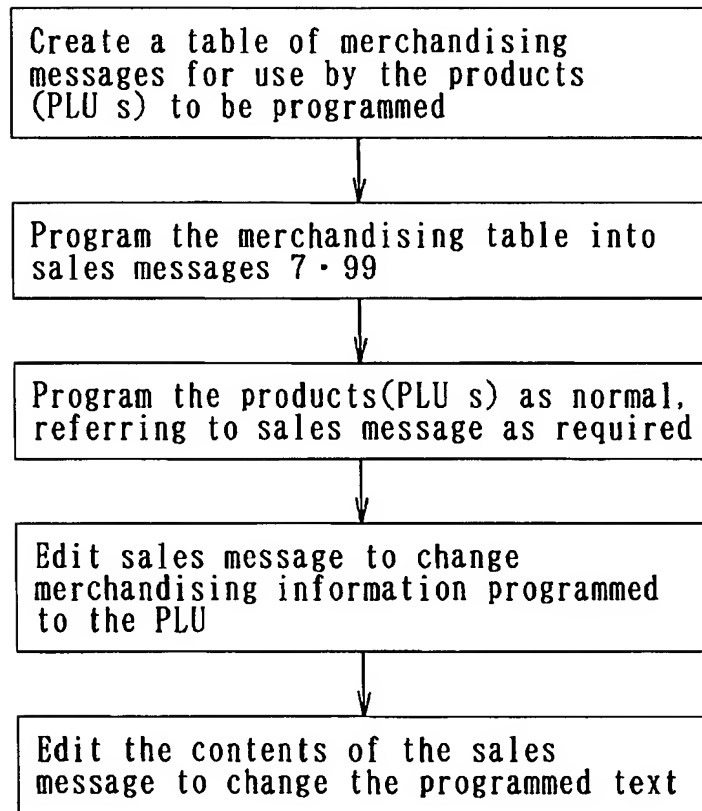 Create a table of merchandising
messages for use by the products
(PLU s) to be programmed
Program the merchandising table into
sales messages 7・99
Program the products(PLU s) as normal,
referring to sales message as required
Edit sales message to change
merchandising information programmed
to the PLU
Edit the contents of the sales
message to change the programmed text